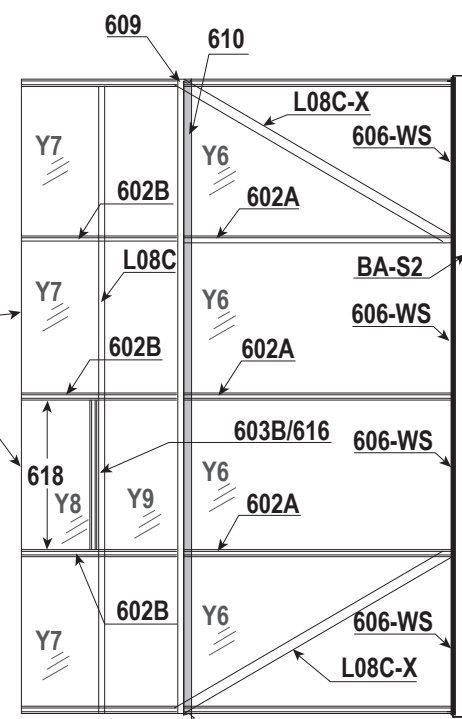 609
610
L08C-X
Y7
Y6
606-WS
602B
602A
L08C
BA-S2
Y7
Y6
606-WS
602B
602A
603B/616
606-WS
618
Y8
Y9
Y6
602A
602B
Y7
Y6
606-WS
L08C-X